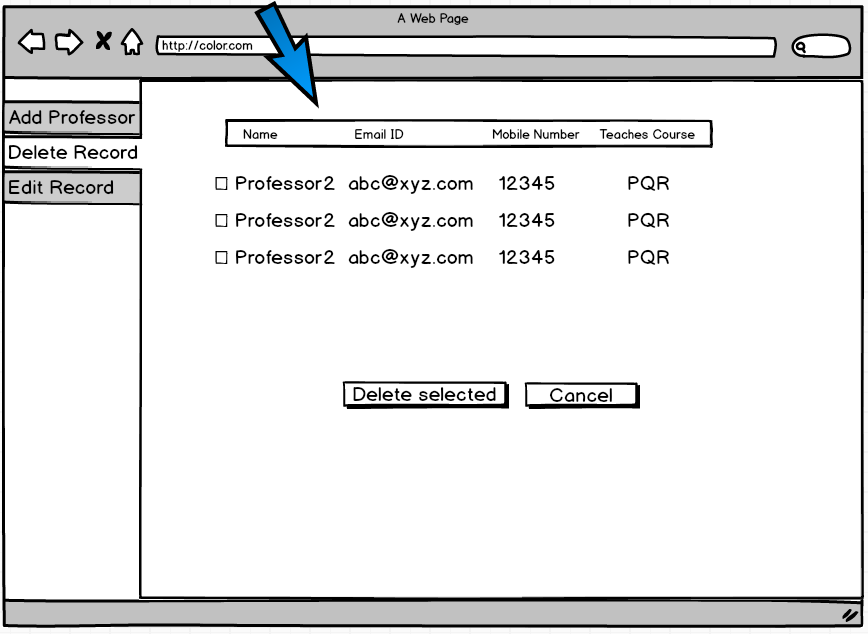 A Web Page
http://color.com
Add Professor
Delete Record
Edit Record
Name Email ID Mobile Number Teaches Course
Professor2 abc@xyz.com 12345 PQR
Professor2 abc@xyz.com 12345 PQR
Professor2 abc@xyz.com 12345 PQR
Delete selected Cancel